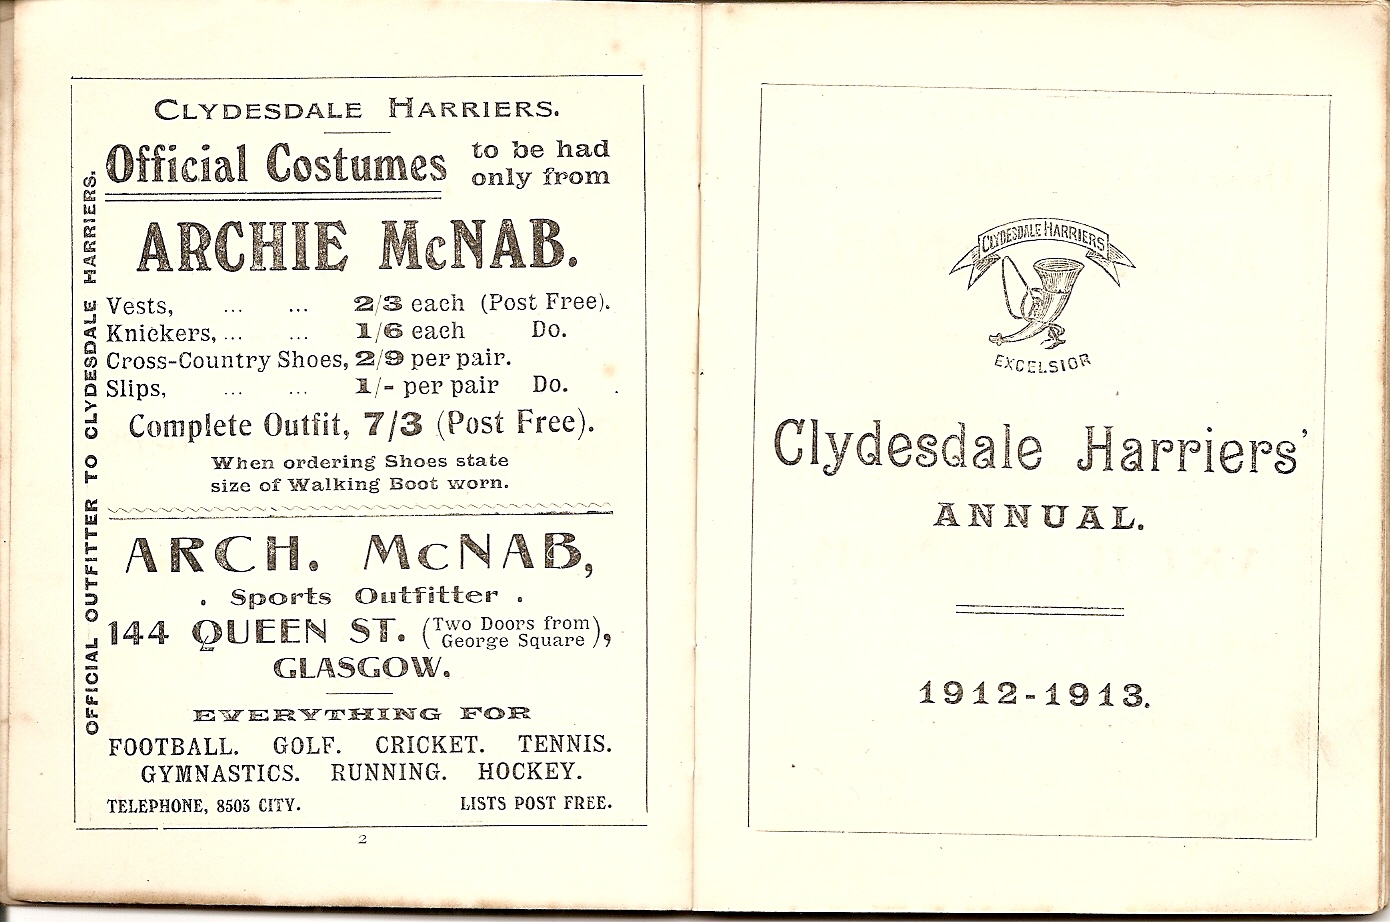 CLYDESDALE HARRIERS.
Official Costumes to be had only from
ARCHIE McNAB.
Vests, ... ... 2/3 each (Post Free).
Knickers, ... ... 1/6 each Do.
Cross-Country Shoes, 2/9 per pair.
Slips, ... ... 1/- per pair Do.
Complete Outfit, 7/3 (Post Free).
When ordering Shoes state
size of Walking Boot worn.
ARCH. McNAB,
. Sports Outfitter .
144 QUEEN ST. (Two Doors from George Square),
GLASGOW.
EVERYTHING FOR
FOOTBALL. GOLF. CRICKET. TENNIS.
GYMNASTICS. RUNNING. HOCKEY.
TELEPHONE, 8503 CITY. LISTS POST FREE.
OFFICIAL OUTFITTER TO CLYDESDALE HARRIERS.
2
CLYDESDALE HARRIERS
EXCELSIOR
Clydesdale Harriers'
ANNUAL.
1912-1913.